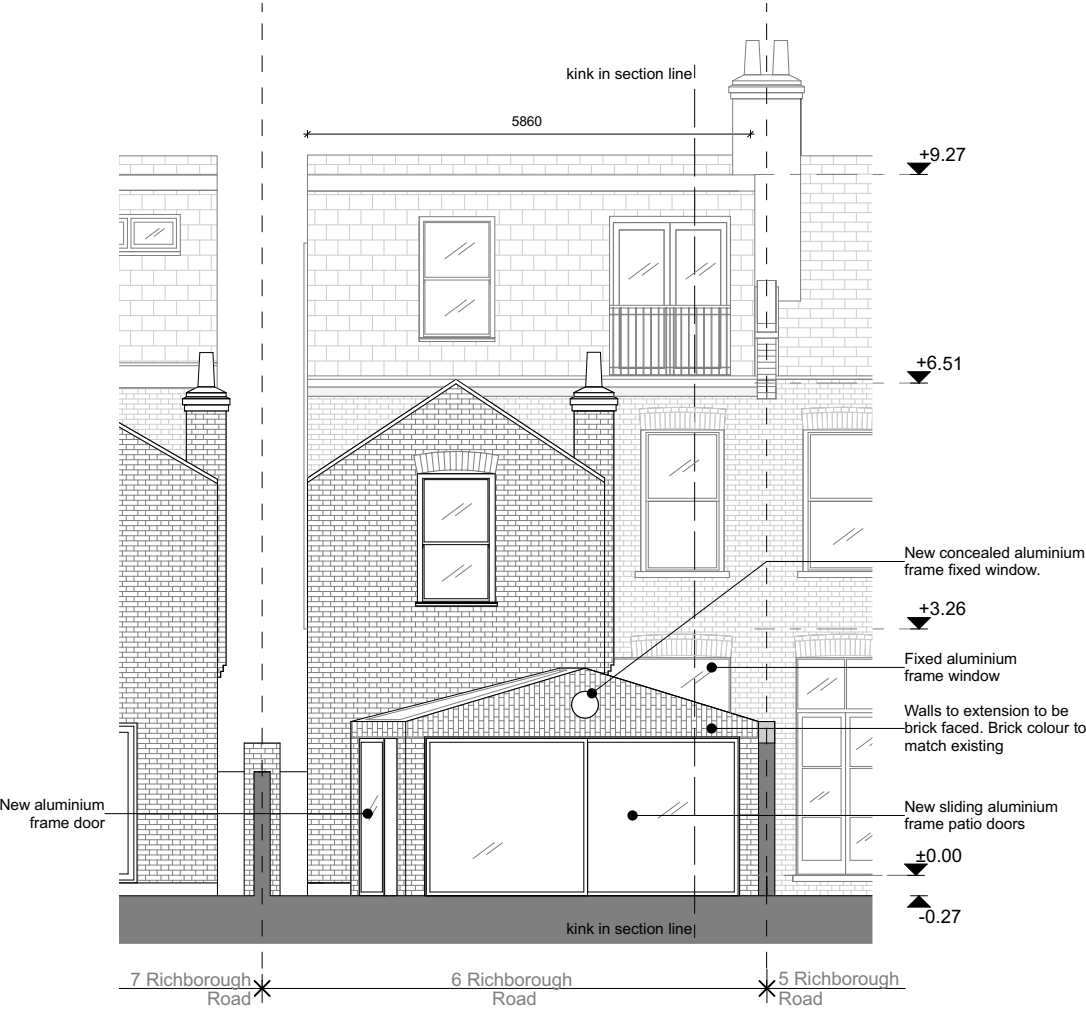 kink in section line
5860
+9.27
+6.51
New concealed aluminium
frame fixed window.
+3.26
Fixed aluminium
frame window
Walls to extension to be
brick faced. Brick colour to
match existing
New aluminium
frame door
New sliding aluminium
frame patio doors
±0.00
-0.27
kink in section line
7 Richborough
Road
6 Richborough
Road
5 Richborough
Road